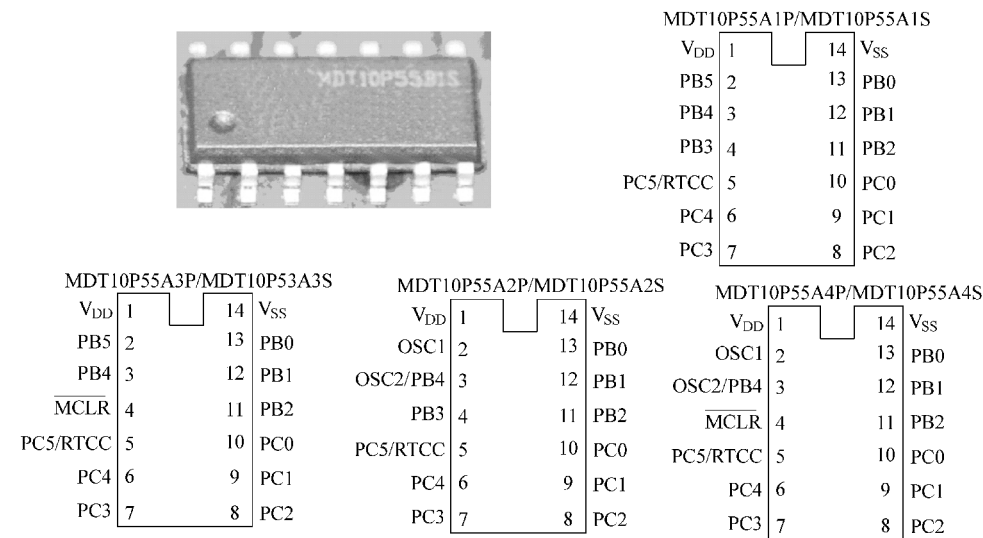 MDT10P55A1P/MDT10P55A1S
VDD 1 14 VSS
PB5 2 13 PB0
PB4 3 12 PB1
PB3 4 11 PB2
PC5/RTCC 5 10 PC0
PC4 6 9 PC1
PC3 7 8 PC2
MDT10P55B1S
MDT10P55A3P/MDT10P53A3S
VDD 1 14 VSS
PB5 2 13 PB0
PB4 3 12 PB1
MCLR 4 11 PB2
PC5/RTCC 5 10 PC0
PC4 6 9 PC1
PC3 7 8 PC2
MDT10P55A2P/MDT10P55A2S
VDD 1 14 VSS
OSC1 2 13 PB0
OSC2/PB4 3 12 PB1
PB3 4 11 PB2
PC5/RTCC 5 10 PC0
PC4 6 9 PC1
PC3 7 8 PC2
MDT10P55A4P/MDT10P55A4S
VDD 1 14 VSS
OSC1 2 13 PB0
OSC2/PB4 3 12 PB1
MCLR 4 11 PB2
PC5/RTCC 5 10 PC0
PC4 6 9 PC1
PC3 7 8 PC2